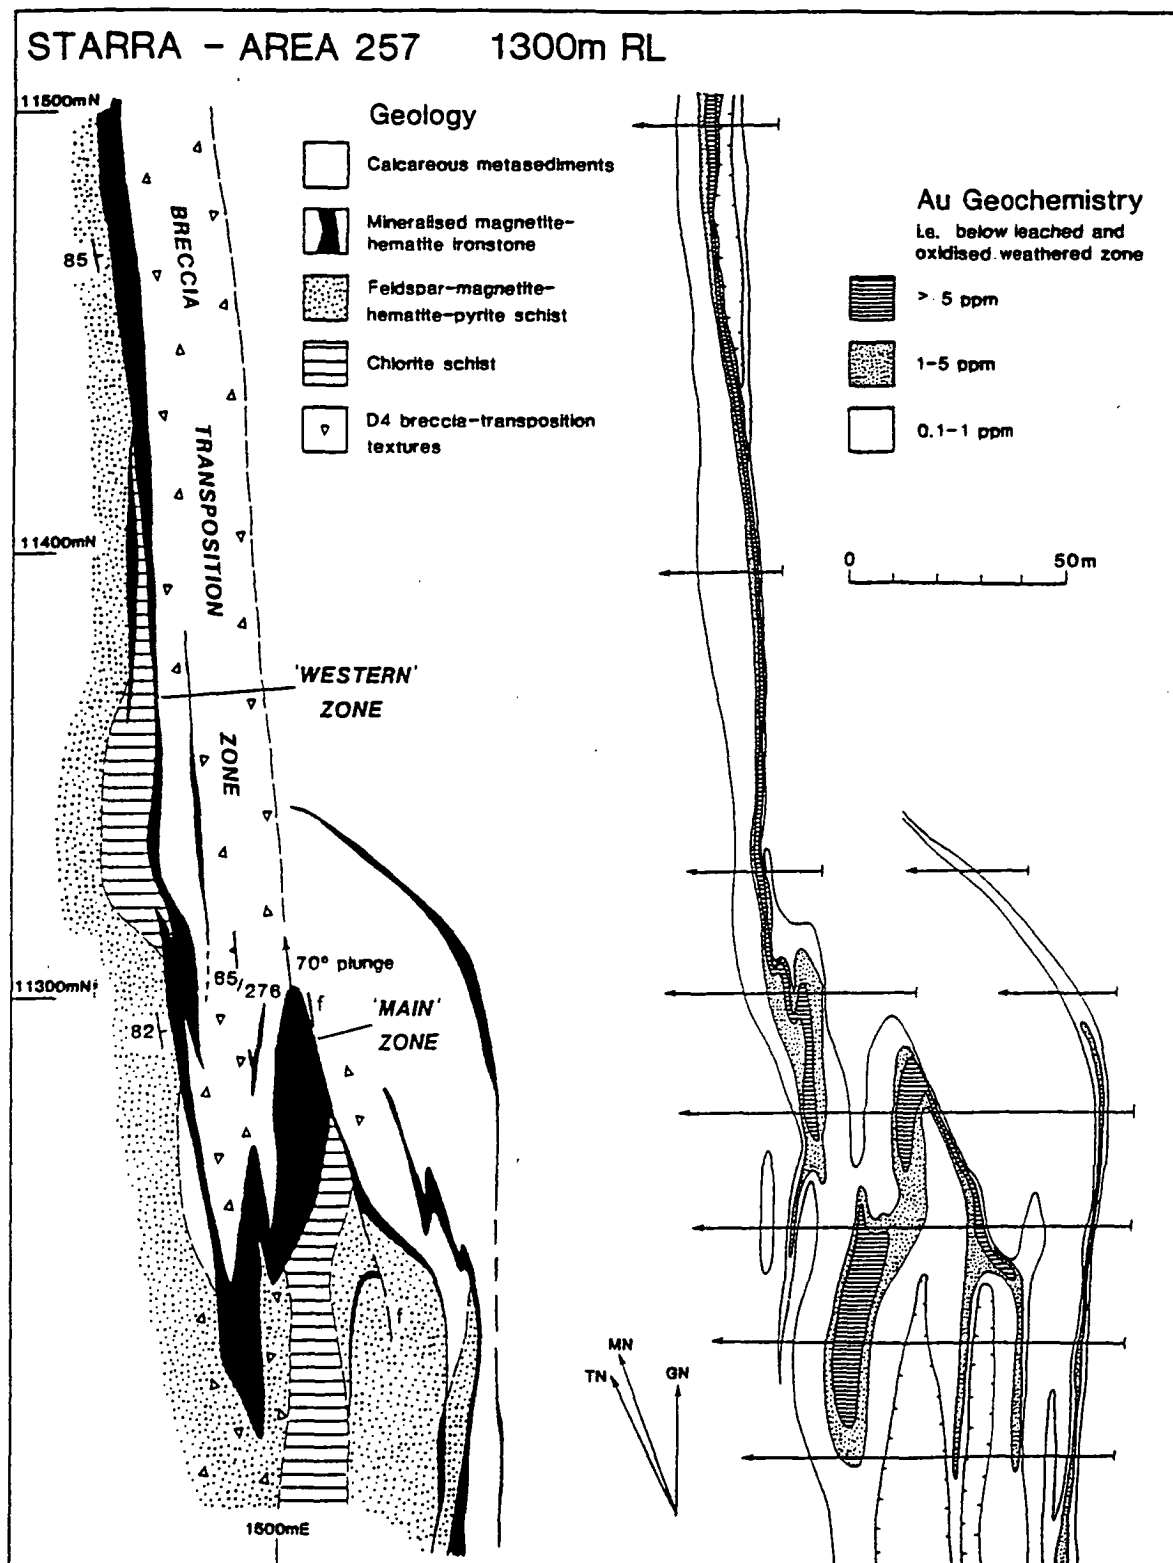 STARRA - AREA 257 1300m RL
11500mN
Geology
Calcareous metasediments
Mineralised magnetite-
hematite ironstone
Feldspar-magnetite-
hematite-pyrite schist
Chlorite schist
D4 breccia-transposition
textures
Au Geochemistry
i.e. below leached and
oxidised weathered zone
> 5 ppm
1-5 ppm
0.1-1 ppm
0 50m
85
BRECCIA
TRANSPOSITION
ZONE
11400mN
'WESTERN'
ZONE
11300mN
85/276
70° plunge
f
'MAIN'
ZONE
82
f
1500mE
MN
TN
GN